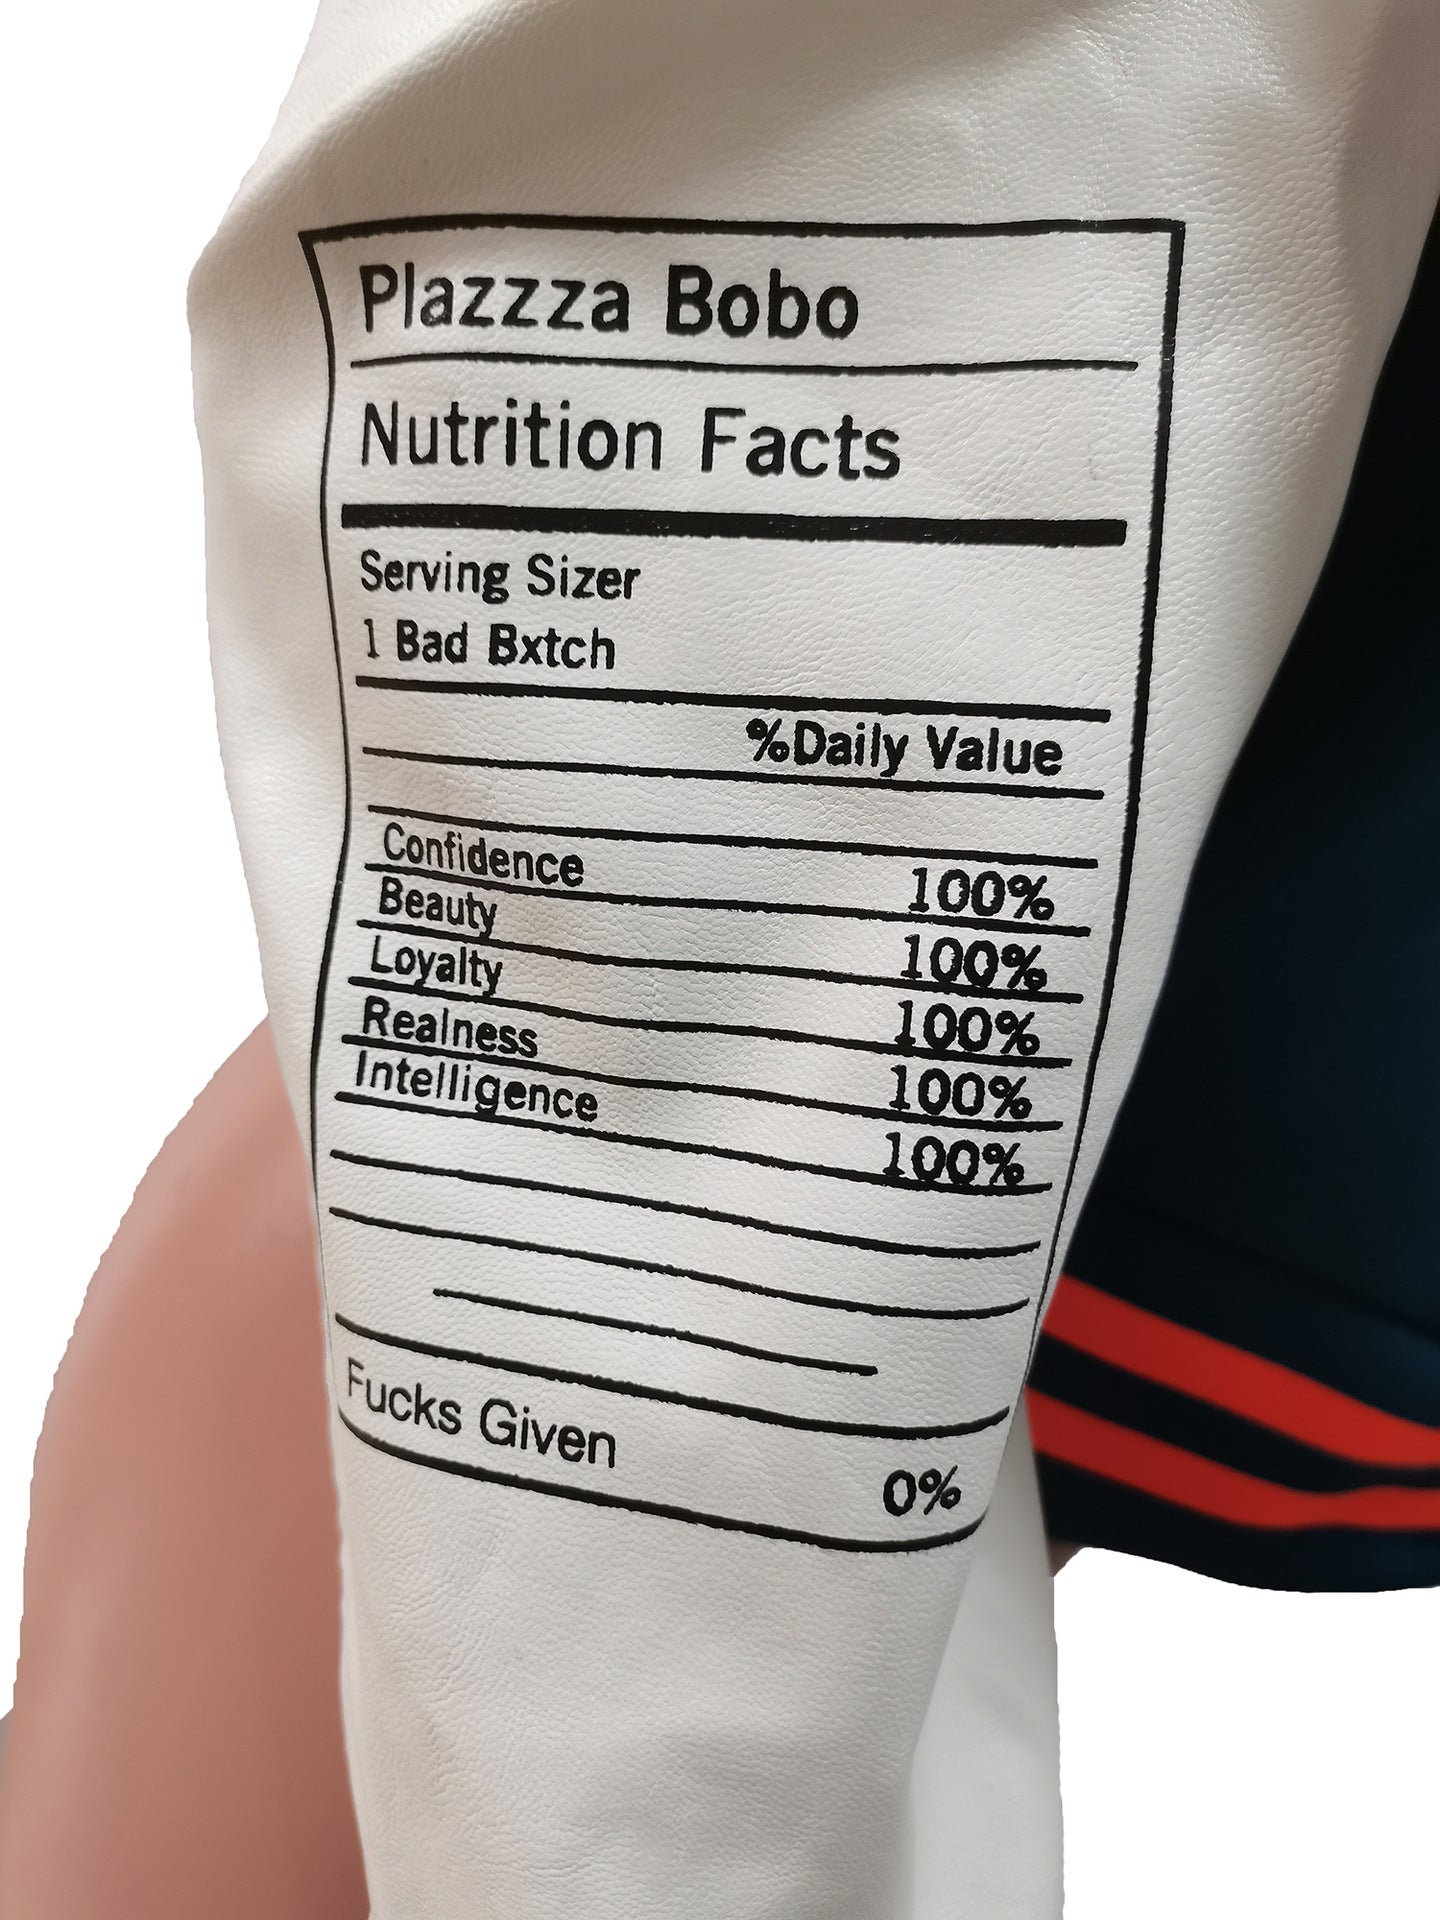 Plazzza Bobo
Nutrition Facts
Serving Sizer
1 Bad Bxtch
%Daily Value
Confidence 100%
Beauty 100%
Loyalty 100%
Realness 100%
Intelligence 100%
Fucks Given 0%